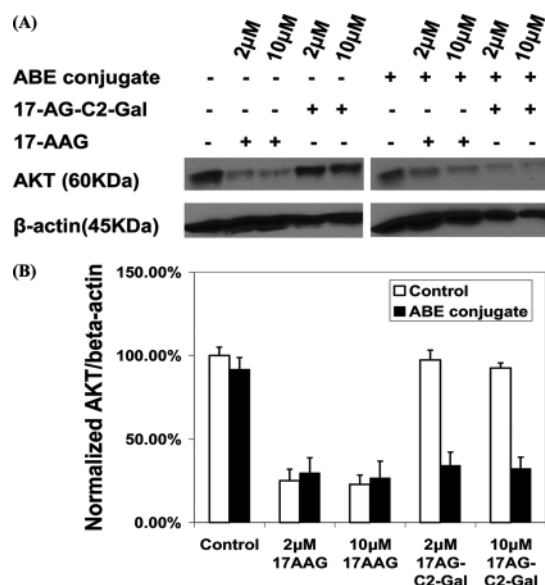 (A)
2µM 10µM 2µM 10µM 2µM 10µM 2µM 10µM
ABE conjugate - - - - - + + + + +
17-AG-C2-Gal - - - + + - - - + +
17-AAG - + + - - - + + - -
AKT (60KDa)
β-actin(45KDa)
(B)
Normalized AKT/beta-actin
150.00%
100.00%
50.00%
0.00%
Control
ABE conjugate
Control 2µM 17AAG 10µM 17AAG 2µM 17AG-C2-Gal 10µM 17AG-C2-Gal